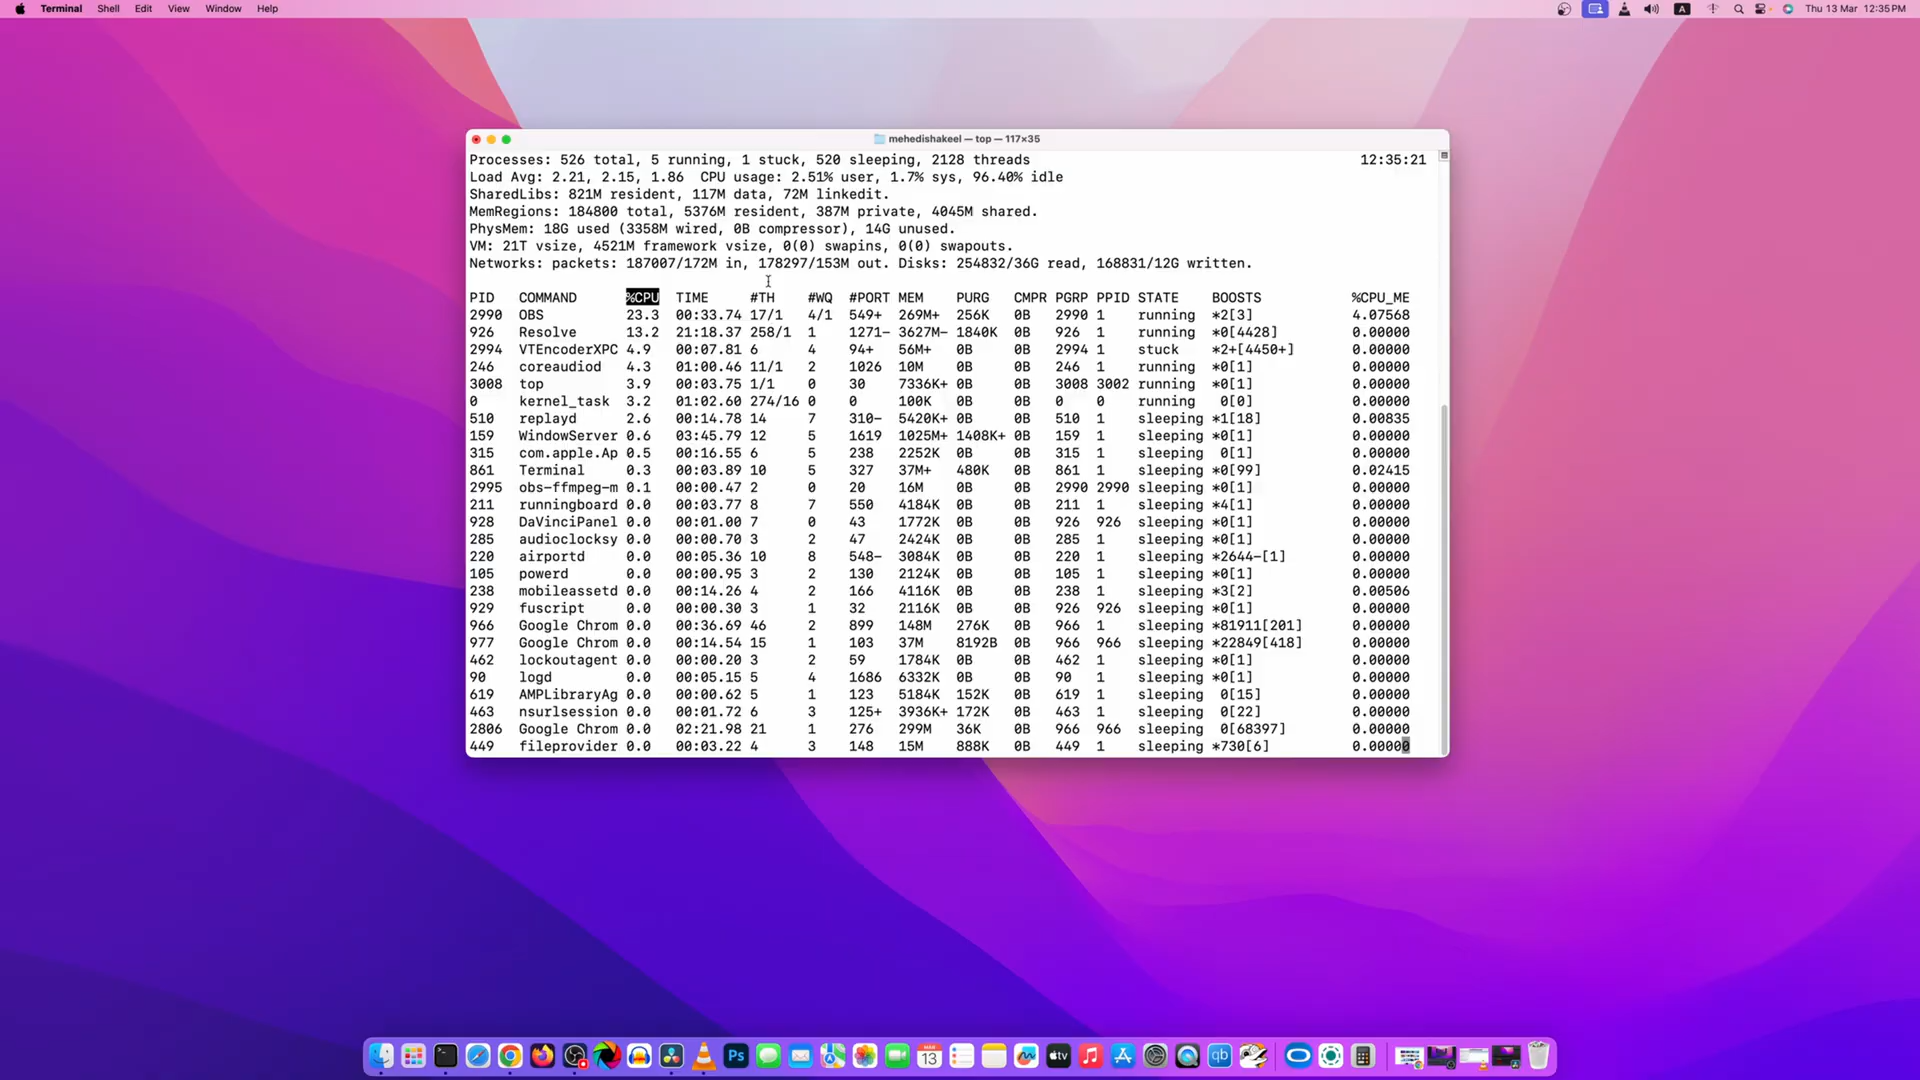 Terminal Shell Edit View Window Help A Thu 13 Mar 12:35 PM
mehedishakeel — top — 117×35
Processes: 526 total, 5 running, 1 stuck, 520 sleeping, 2128 threads 12:35:21
Load Avg: 2.21, 2.15, 1.86 CPU usage: 2.51% user, 1.7% sys, 96.40% idle
SharedLibs: 821M resident, 117M data, 72M linkedit.
MemRegions: 184800 total, 5376M resident, 387M private, 4045M shared.
PhysMem: 18G used (3358M wired, 0B compressor), 14G unused.
VM: 21T vsize, 4521M framework vsize, 0(0) swapins, 0(0) swapouts.
Networks: packets: 187007/172M in, 178297/153M out. Disks: 254832/36G read, 168831/12G written.
PID COMMAND %CPU TIME #TH #WQ #PORT MEM PURG CMPR PGRP PPID STATE BOOSTS %CPU_ME
2990 OBS 23.3 00:33.74 17/1 4/1 549+ 269M+ 256K 0B 2990 1 running *2[3] 4.07568
926 Resolve 13.2 21:18.37 258/1 1 1271- 3627M- 1840K 0B 926 1 running *0[4428] 0.00000
2994 VTEncoderXPC 4.9 00:07.81 6 4 94+ 56M+ 0B 0B 2994 1 stuck *2+[4450+] 0.00000
246 coreaudiod 4.3 01:00.46 11/1 2 1026 10M 0B 0B 246 1 running *0[1] 0.00000
3008 top 3.9 00:03.75 1/1 0 30 7336K+ 0B 0B 3008 3002 running *0[1] 0.00000
0 kernel_task 3.2 01:02.60 274/16 0 0 100K 0B 0B 0 0 running 0[0] 0.00000
510 replayd 2.6 00:14.78 14 7 310- 5420K+ 0B 0B 510 1 sleeping *1[18] 0.00835
159 WindowServer 0.6 03:45.79 12 5 1619 1025M+ 1408K+ 0B 159 1 sleeping *0[1] 0.00000
315 com.apple.Ap 0.5 00:16.55 6 5 238 2252K 0B 0B 315 1 sleeping 0[1] 0.00000
861 Terminal 0.3 00:03.89 10 5 327 37M+ 480K 0B 861 1 sleeping *0[99] 0.02415
2995 obs-ffmpeg-m 0.1 00:00.47 2 0 20 16M 0B 0B 2990 2990 sleeping *0[1] 0.00000
211 runningboard 0.0 00:03.77 8 7 550 4184K 0B 0B 211 1 sleeping *4[1] 0.00000
928 DaVinciPanel 0.0 00:01.00 7 0 43 1772K 0B 0B 926 926 sleeping *0[1] 0.00000
285 audioclocksy 0.0 00:00.70 3 2 47 2424K 0B 0B 285 1 sleeping *0[1] 0.00000
220 airportd 0.0 00:05.36 10 8 548- 3084K 0B 0B 220 1 sleeping *2644-[1] 0.00000
105 powerd 0.0 00:00.95 3 2 130 2124K 0B 0B 105 1 sleeping *0[1] 0.00000
238 mobileassetd 0.0 00:14.26 4 2 166 4116K 0B 0B 238 1 sleeping *3[2] 0.00506
929 fuscript 0.0 00:00.30 3 1 32 2116K 0B 0B 926 926 sleeping *0[1] 0.00000
966 Google Chrom 0.0 00:36.69 46 2 899 148M 276K 0B 966 1 sleeping *81911[201] 0.00000
977 Google Chrom 0.0 00:14.54 15 1 103 37M 8192B 0B 966 966 sleeping *22849[418] 0.00000
462 lockoutagent 0.0 00:00.20 3 2 59 1784K 0B 0B 462 1 sleeping *0[1] 0.00000
90 logd 0.0 00:05.15 5 4 1686 6332K 0B 0B 90 1 sleeping *0[1] 0.00000
619 AMPLibraryAg 0.0 00:00.62 5 1 123 5184K 152K 0B 619 1 sleeping 0[15] 0.00000
463 nsurlsession 0.0 00:01.72 6 3 125+ 3936K+ 172K 0B 463 1 sleeping 0[22] 0.00000
2806 Google Chrom 0.0 02:21.98 21 1 276 299M 36K 0B 966 966 sleeping 0[68397] 0.00000
449 fileprovider 0.0 00:03.22 4 3 148 15M 888K 0B 449 1 sleeping *730[6] 0.00000
Ps
13
tv
qb